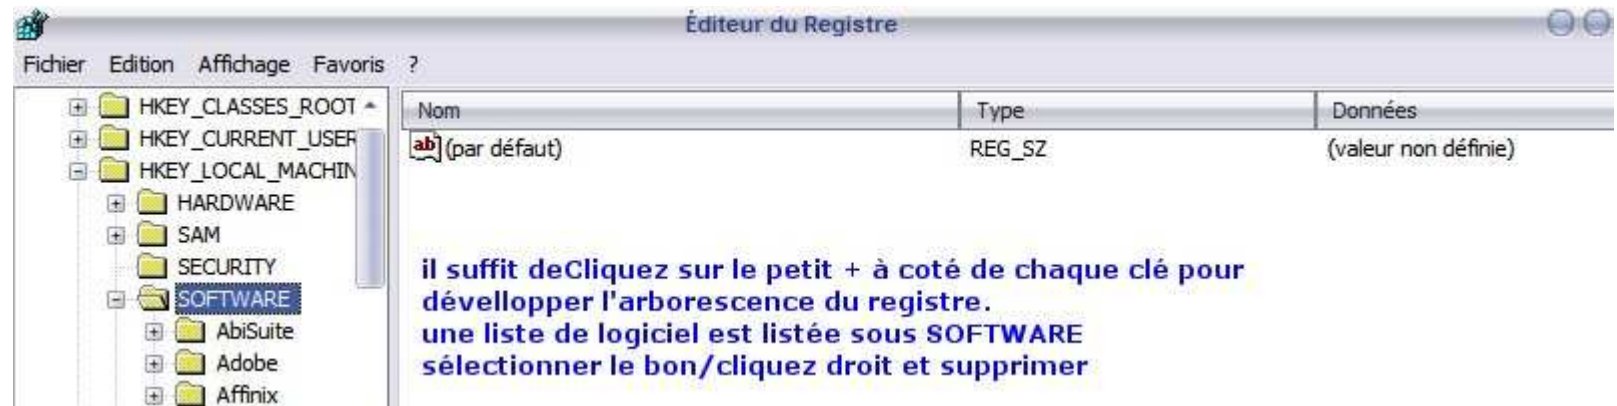 Éditeur du Registre
Fichier Edition Affichage Favoris ?
HKEY_CLASSES_ROOT
HKEY_CURRENT_USER
HKEY_LOCAL_MACHIN
HARDWARE
SAM
SECURITY
SOFTWARE
AbiSuite
Adobe
Affinix
Nom Type Données
ab (par défaut) REG_SZ (valeur non définie)
il suffit deCliquez sur le petit + à coté de chaque clé pour
dévellopper l'arborescence du registre.
une liste de logiciel est listée sous SOFTWARE
sélectionner le bon/cliquez droit et supprimer